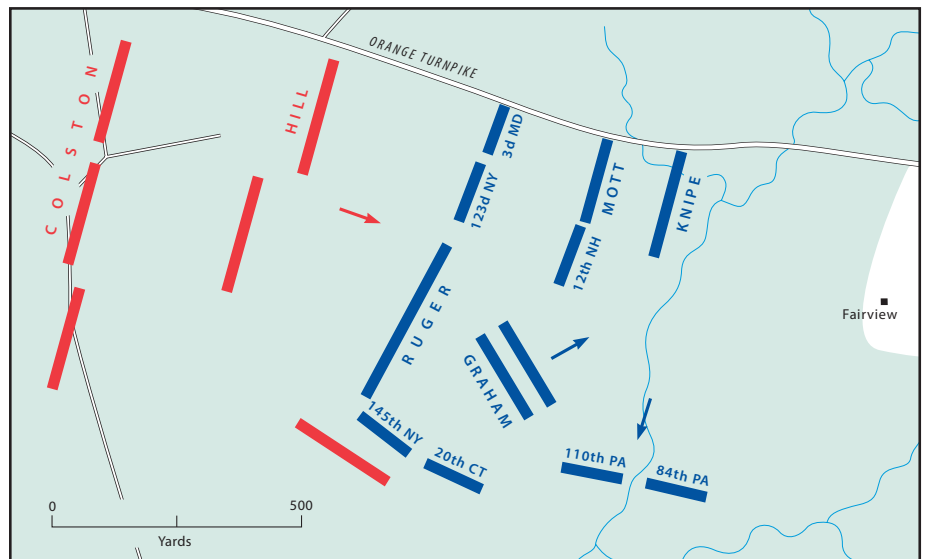 ORANGE TURNPIKE
COLSTON
HILL
3d MD
123d NY
MOTT
KNIPE
12th NH
RUGER
Fairview
GRAHAM
145th NY
20th CT
110th PA
84th PA
0 500
Yards